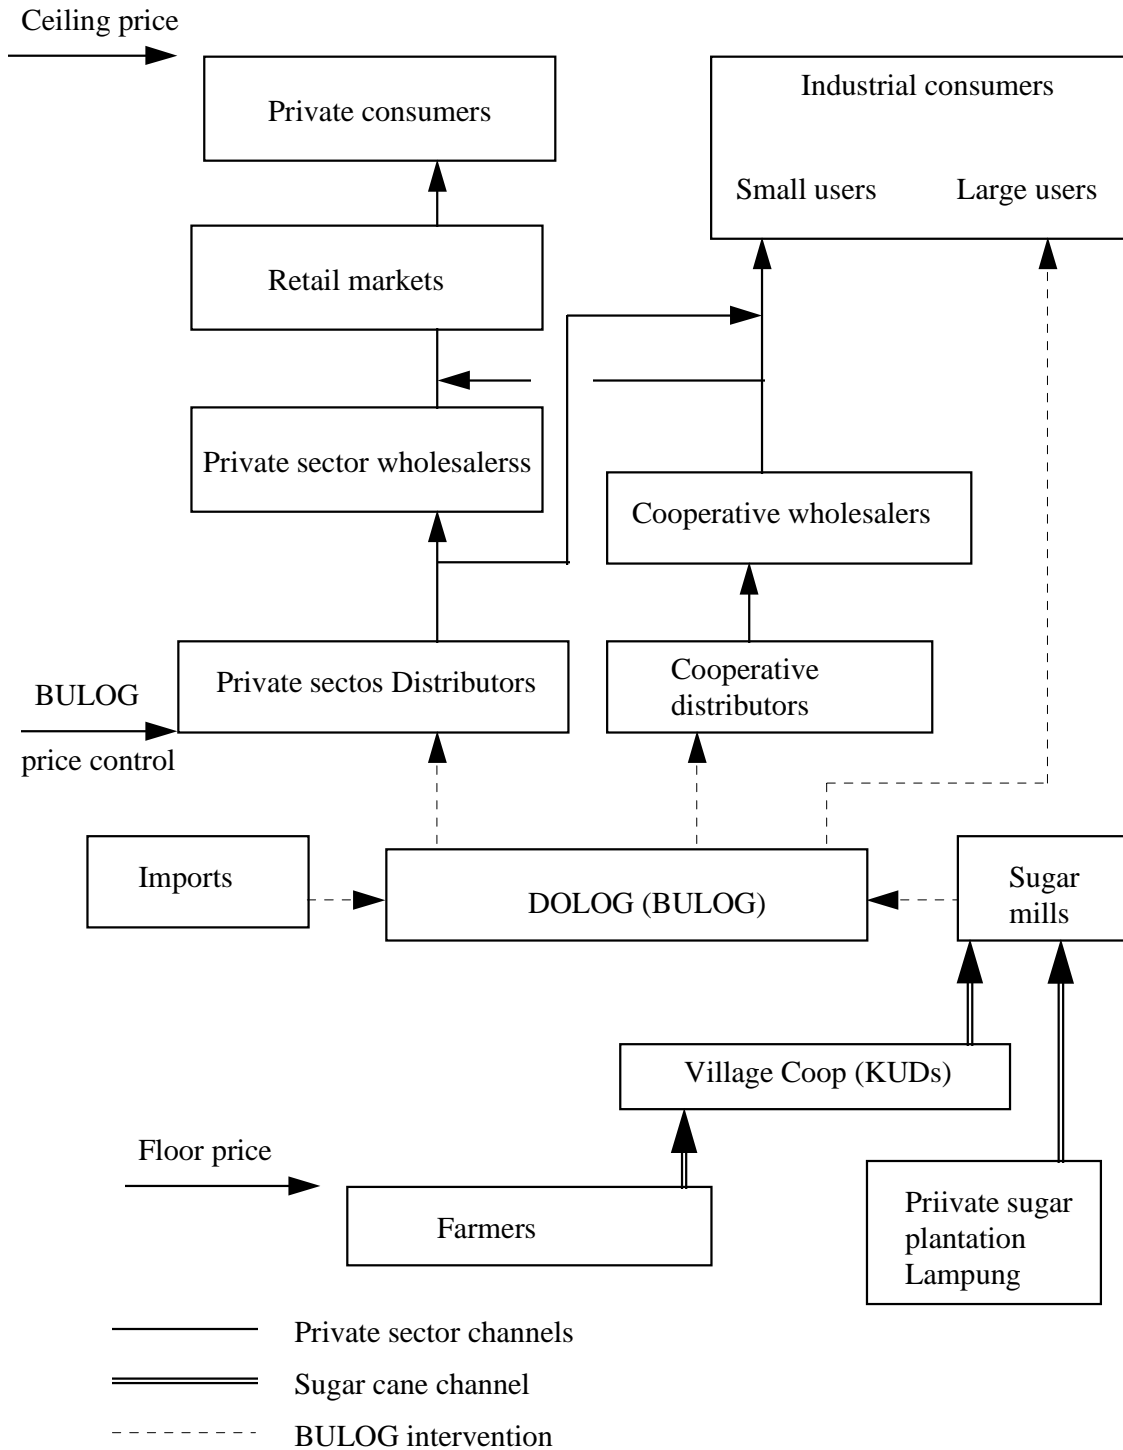 Ceiling price
Private consumers
Industrial consumers
Small users
Large users
Retail markets
Private sector wholesalerss
Cooperative wholesalers
Private sectos Distributors
Cooperative
distributors
BULOG
price control
Imports
DOLOG (BULOG)
Sugar
mills
Village Coop (KUDs)
Floor price
Farmers
Priivate sugar
plantation
Lampung
Private sector channels
Sugar cane channel
BULOG intervention